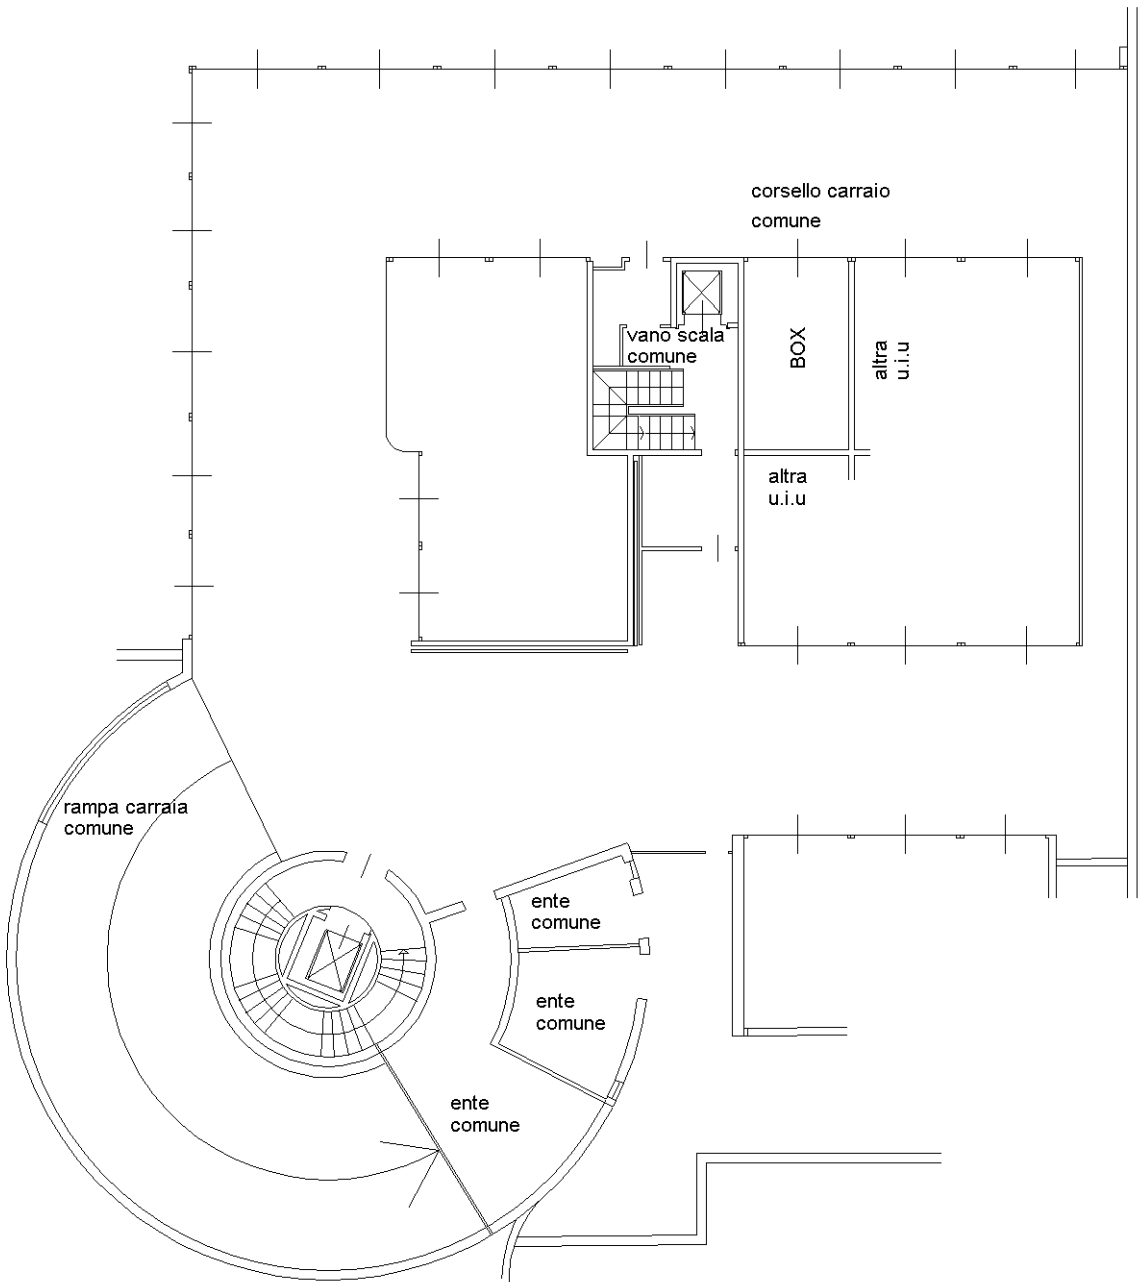 corsello carraio
comune
vano scala
comune
BOX
altra
u.i.u
altra
u.i.u
rampa carraia
comune
ente
comune
ente
comune
ente
comune